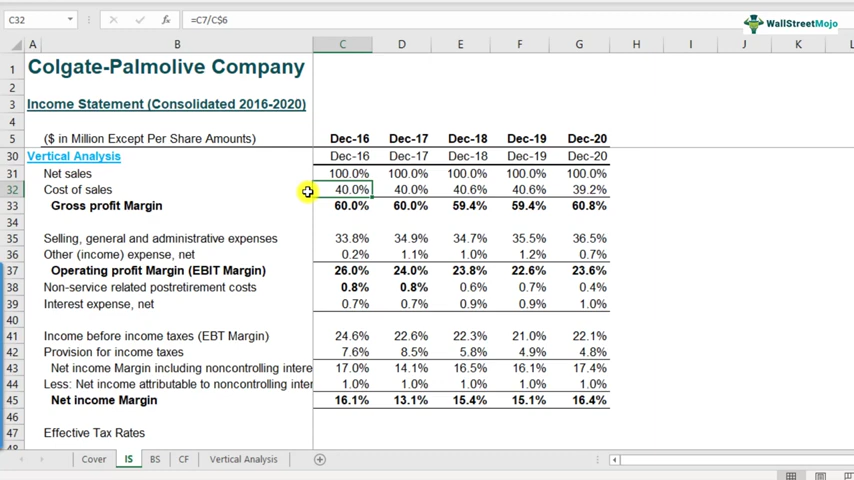 C32 fx =C7/C$6
WallStreetMojo
A B C D E F G H I J K L
1 Colgate-Palmolive Company
2
3 Income Statement (Consolidated 2016-2020)
4
5 ($ in Million Except Per Share Amounts) Dec-16 Dec-17 Dec-18 Dec-19 Dec-20
30 Vertical Analysis Dec-16 Dec-17 Dec-18 Dec-19 Dec-20
31 Net sales 100.0% 100.0% 100.0% 100.0% 100.0%
32 Cost of sales 40.0% 40.0% 40.6% 40.6% 39.2%
33 Gross profit Margin 60.0% 60.0% 59.4% 59.4% 60.8%
34
35 Selling, general and administrative expenses 33.8% 34.9% 34.7% 35.5% 36.5%
36 Other (income) expense, net 0.2% 1.1% 1.0% 1.2% 0.7%
37 Operating profit Margin (EBIT Margin) 26.0% 24.0% 23.8% 22.6% 23.6%
38 Non-service related postretirement costs 0.8% 0.8% 0.6% 0.7% 0.4%
39 Interest expense, net 0.7% 0.7% 0.9% 0.9% 1.0%
40
41 Income before income taxes (EBT Margin) 24.6% 22.6% 22.3% 21.0% 22.1%
42 Provision for income taxes 7.6% 8.5% 5.8% 4.9% 4.8%
43 Net income Margin including noncontrolling intere 17.0% 14.1% 16.5% 16.1% 17.4%
44 Less: Net income attributable to noncontrolling inter 1.0% 1.0% 1.0% 1.0% 1.0%
45 Net income Margin 16.1% 13.1% 15.4% 15.1% 16.4%
46
47 Effective Tax Rates
48
Cover IS BS CF Vertical Analysis